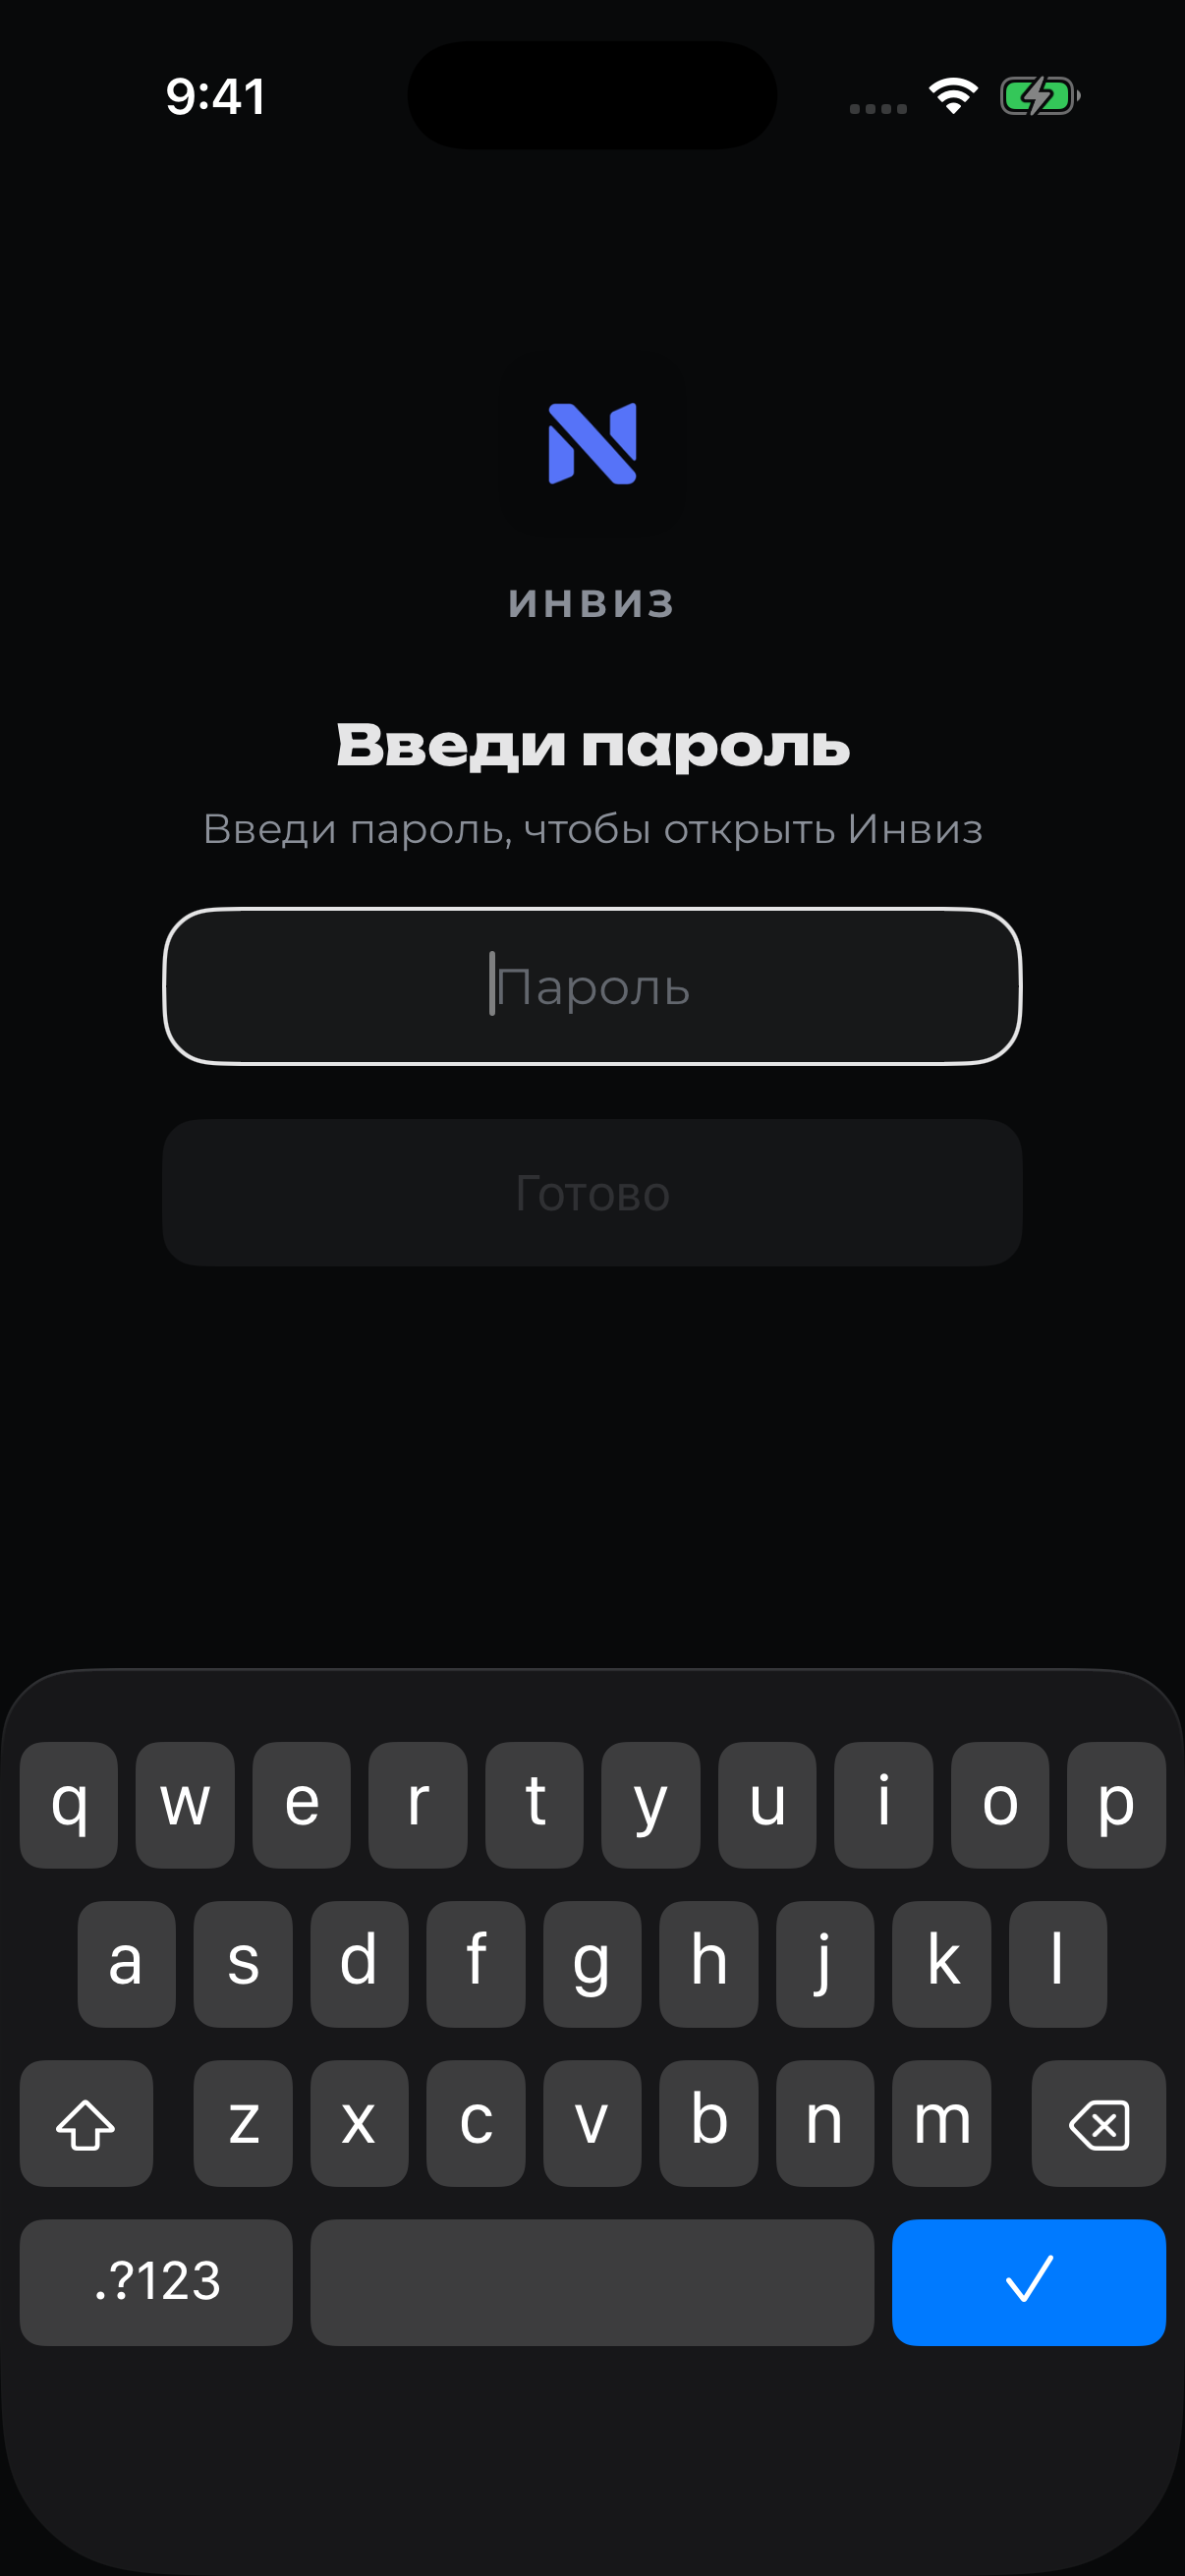 9:41
ИНВИЗ
Введи пароль
Введи пароль, чтобы открыть Инвиз
Пароль
Готово
q w e r t y u i o p
a s d f g h j k l
z x c v b n m
.?123